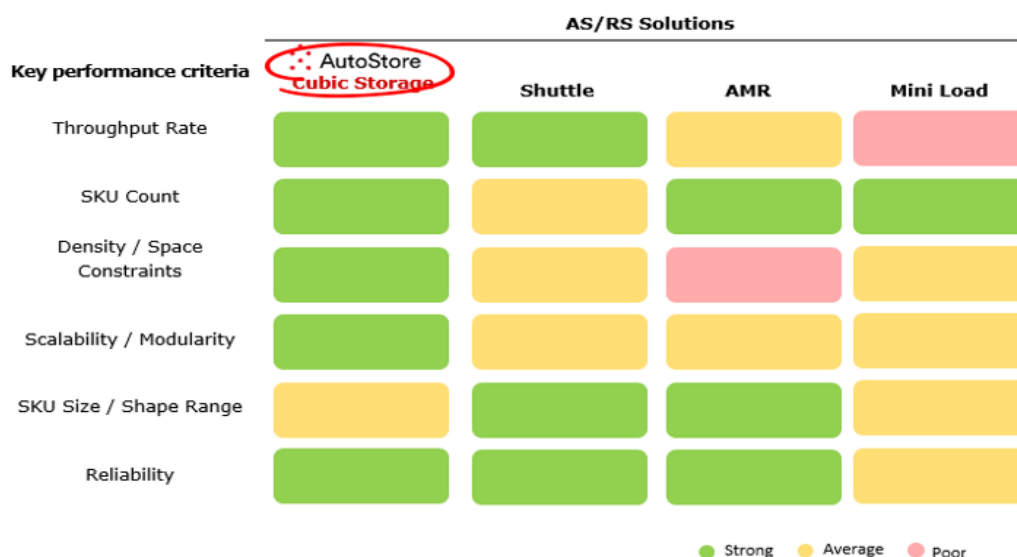 AS/RS Solutions
Key performance criteria
AutoStore
Cubic Storage
Shuttle
AMR
Mini Load
Throughput Rate
SKU Count
Density / Space
Constraints
Scalability / Modularity
SKU Size / Shape Range
Reliability
Strong
Average
Poor